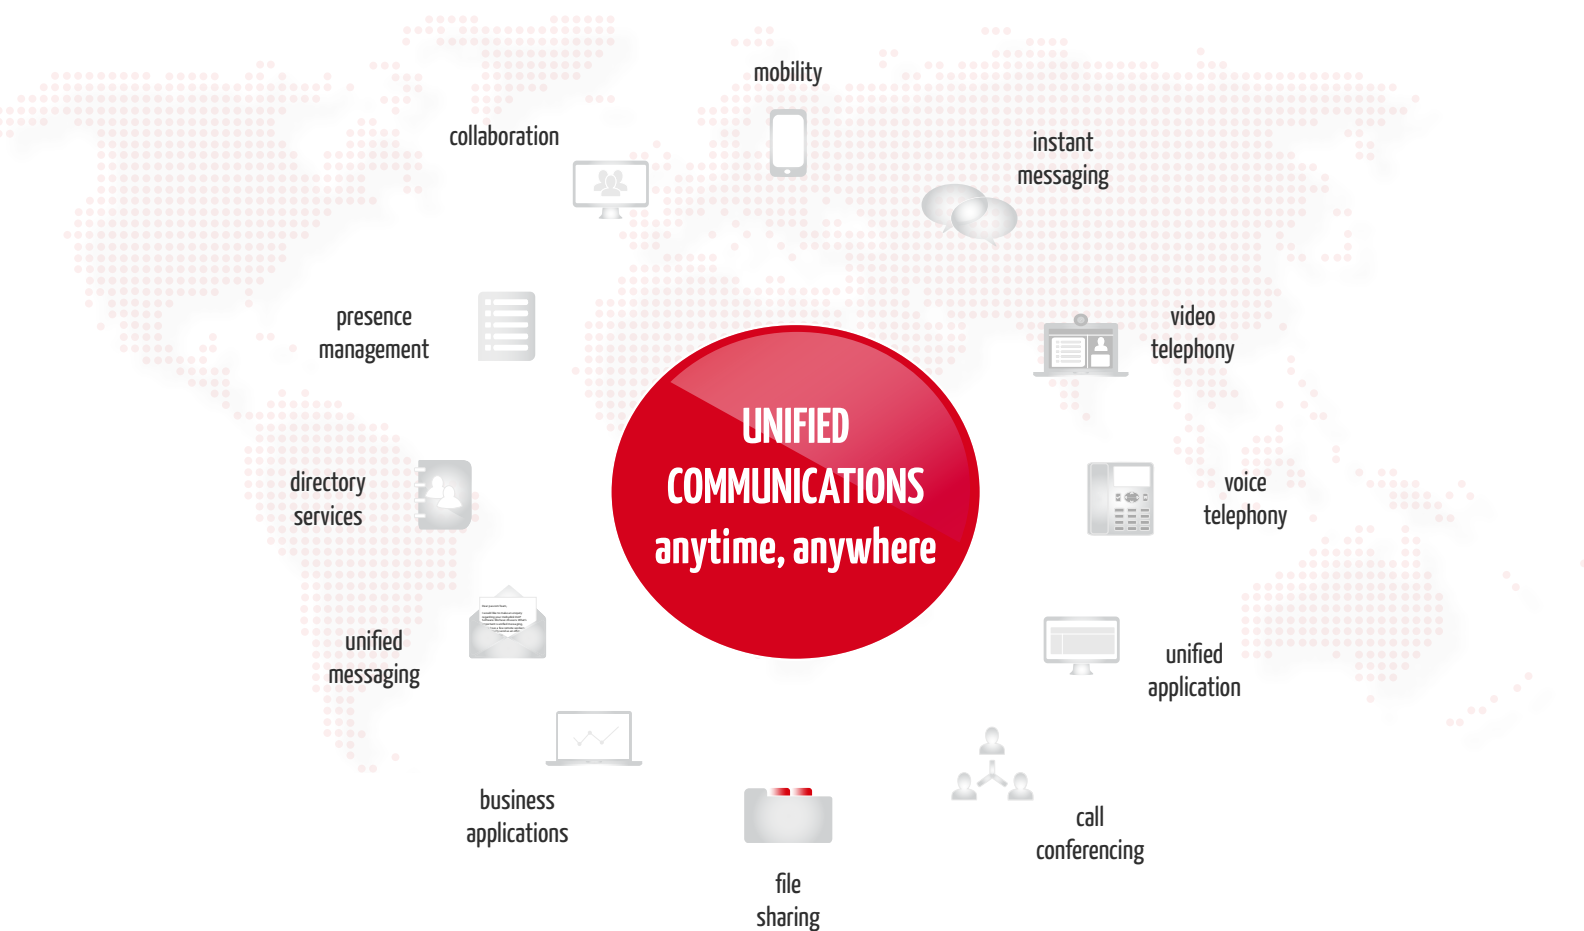 mobility
collaboration
instant
messaging
presence
management
video
telephony
UNIFIED
COMMUNICATIONS
anytime, anywhere
directory
services
voice
telephony
unified
messaging
unified
application
business
applications
call
conferencing
file
sharing